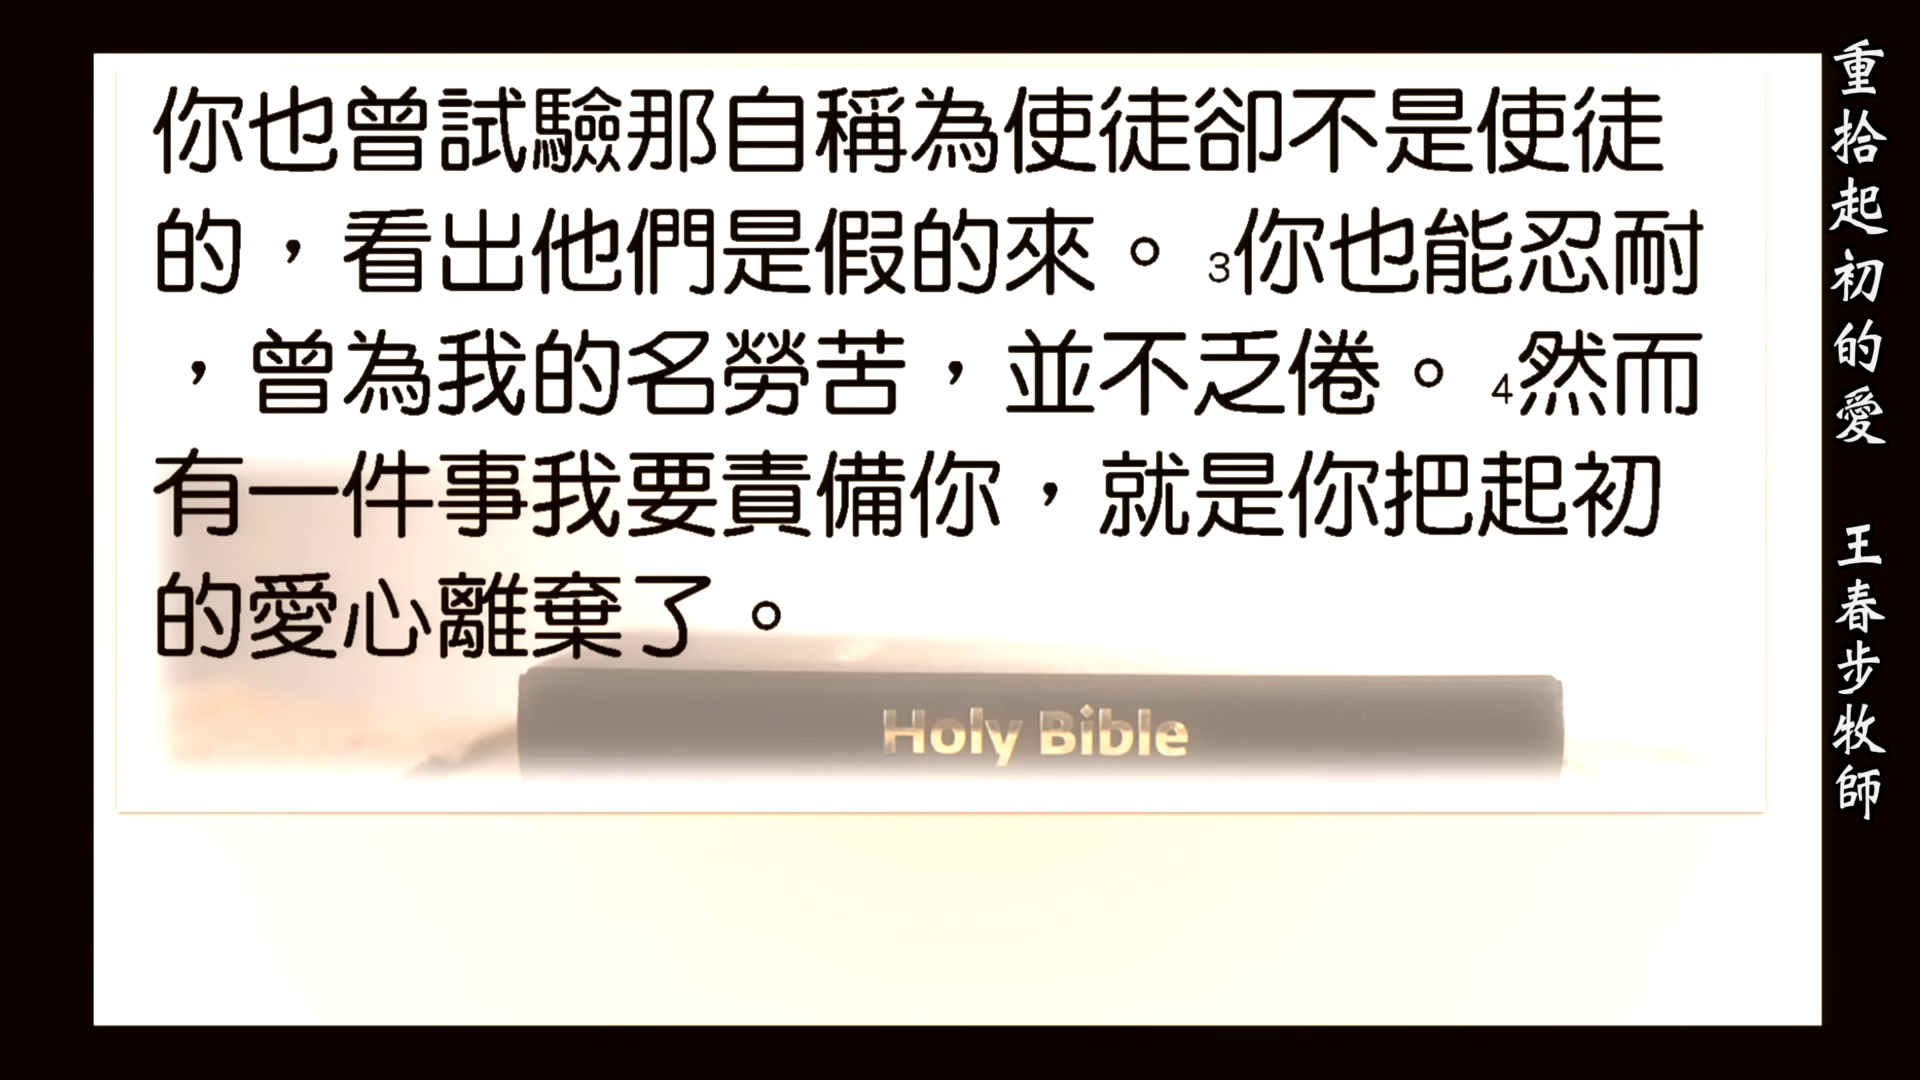 你也曾試驗那自稱為使徒卻不是使徒
的，看出他們是假的來。3你也能忍耐
，曾為我的名勞苦，並不乏倦。4然而
有一件事我要責備你，就是你把起初
的愛心離棄了。
Holy Bible
重拾起初的愛 王春步牧師